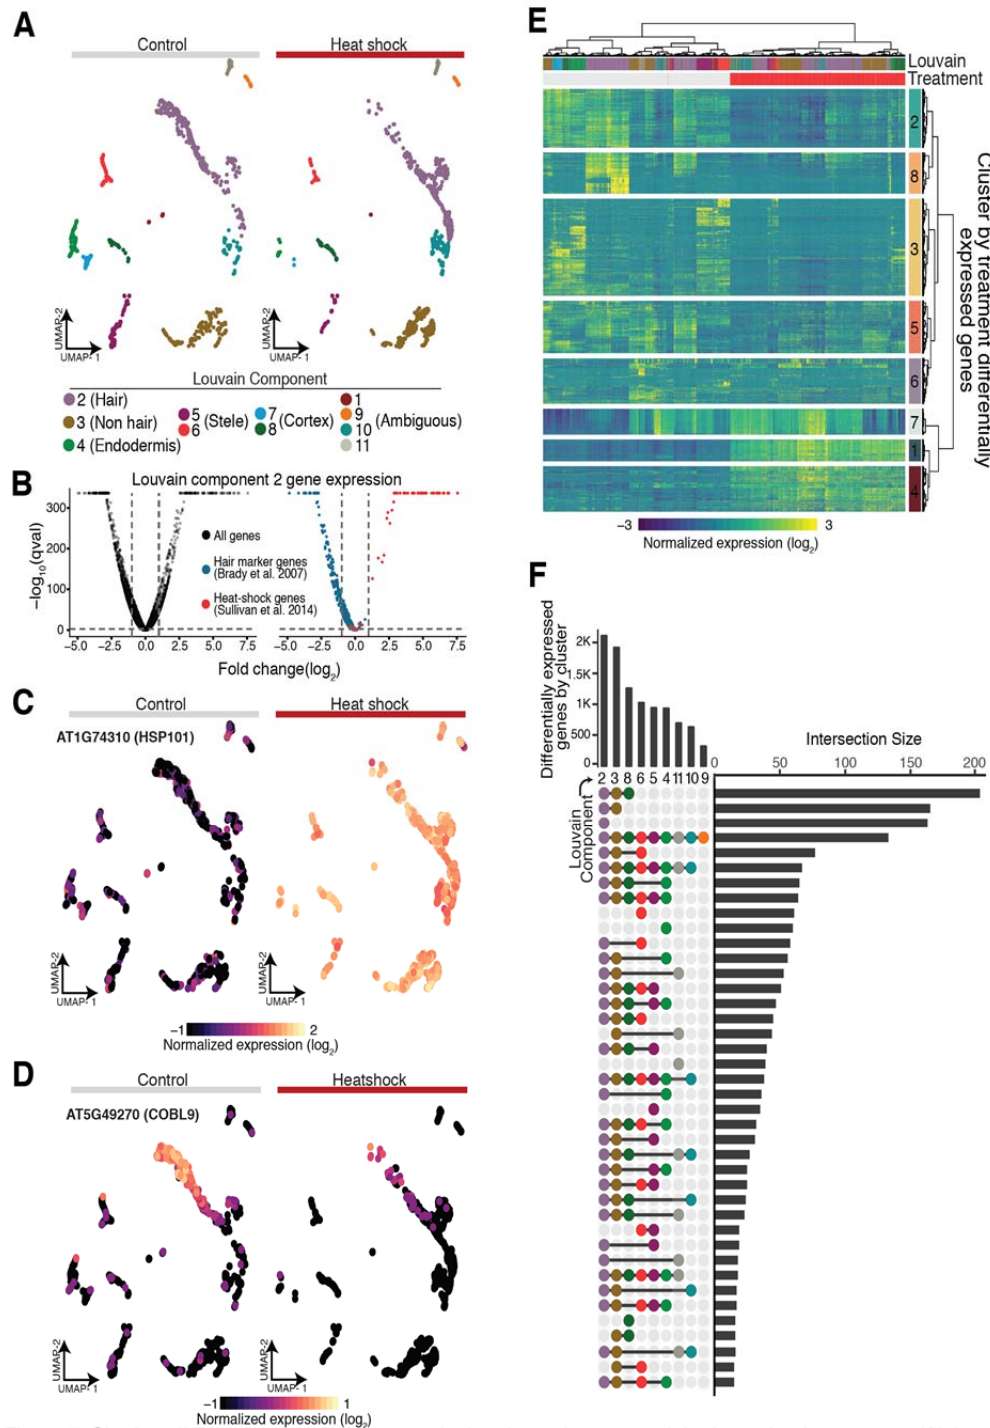 A
Control
Heat shock
UMAP-2
UMAP- 1
UMAP-2
UMAP- 1
Louvain Component
2 (Hair)
3 (Non hair)
4 (Endodermis)
5
6
(Stele)
7
8
(Cortex)
1
9
10
11
(Ambiguous)
B
Louvain component 2 gene expression
−log10(qval)
300
200
100
0
All genes
Hair marker genes
(Brady et al. 2007)
Heat-shock genes
(Sullivan et al. 2014)
−5.0 −2.5 0.0 2.5 5.0 7.5
−5.0 −2.5 0.0 2.5 5.0 7.5
Fold change(log2)
C
Control
Heat shock
AT1G74310 (HSP101)
UMAP-2
UMAP- 1
UMAP-2
UMAP- 1
−1 2
Normalized expression (log2)
D
Control
Heatshock
AT5G49270 (COBL9)
UMAP-2
UMAP- 1
UMAP-2
UMAP- 1
−1 1
Normalized expression (log2)
E
Louvain
Treatment
2
8
3
5
6
7
1
4
Cluster by treatment differentially
expressed genes
−3 3
Normalized expression (log2)
F
Differentially expressed
genes by cluster
2K
1.5K
1K
500
0
Intersection Size
0 50 100 150 200
2 3 8 6 5 4 11 10 9
Louvain
Component